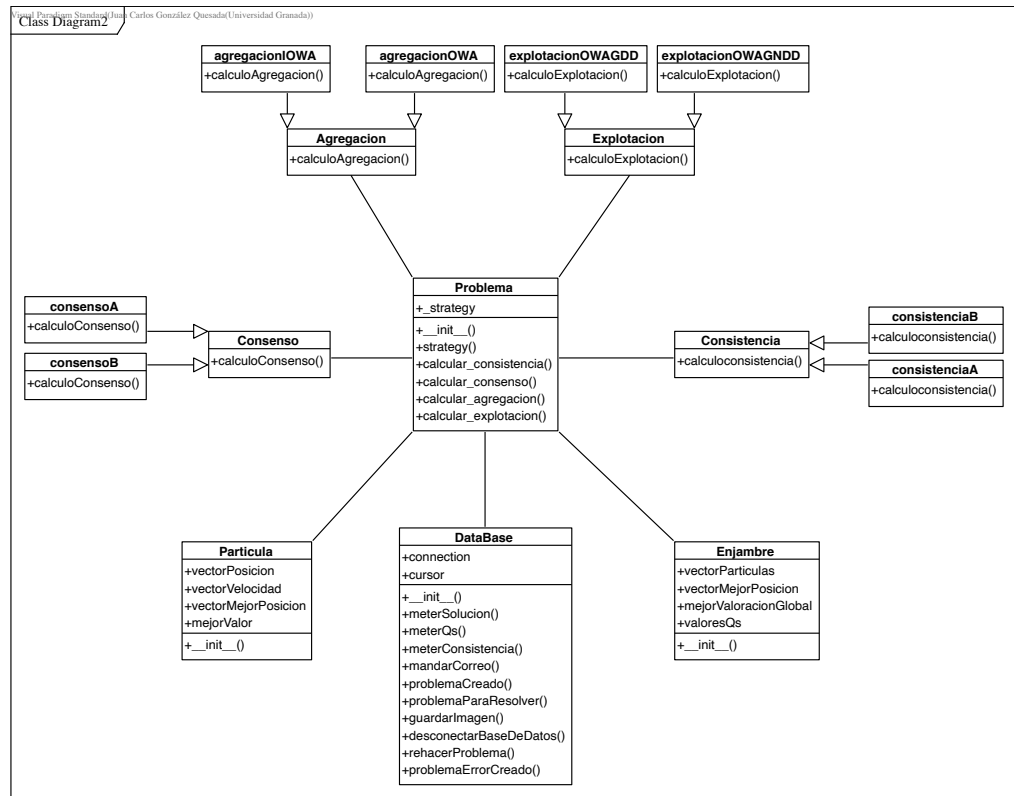 Visual Paradigm Standard(Juan Carlos González Quesada(Universidad Granada))
Class Diagram2
agregacionIOWA
+calculoAgregacion()
agregacionOWA
+calculoAgregacion()
explotacionOWAGDD
+calculoExplotacion()
explotacionOWAGNDD
+calculoExplotacion()
Agregacion
+calculoAgregacion()
Explotacion
+calculoExplotacion()
Problema
+_strategy
+__init__()
+strategy()
+calcular_consistencia()
+calcular_consenso()
+calcular_agregacion()
+calcular_explotacion()
consensoA
+calculoConsenso()
consensoB
+calculoConsenso()
Consenso
+calculoConsenso()
Consistencia
+calculoconsistencia()
consistenciaB
+calculoconsistencia()
consistenciaA
+calculoconsistencia()
Particula
+vectorPosicion
+vectorVelocidad
+vectorMejorPosicion
+mejorValor
+__init__()
DataBase
+connection
+cursor
+__init__()
+meterSolucion()
+meterQs()
+meterConsistencia()
+mandarCorreo()
+problemaCreado()
+problemaParaResolver()
+guardarImagen()
+desconectarBaseDeDatos()
+rehacerProblema()
+problemaErrorCreado()
Enjambre
+vectorParticulas
+vectorMejorPosicion
+mejorValoracionGlobal
+valoresQs
+__init__()